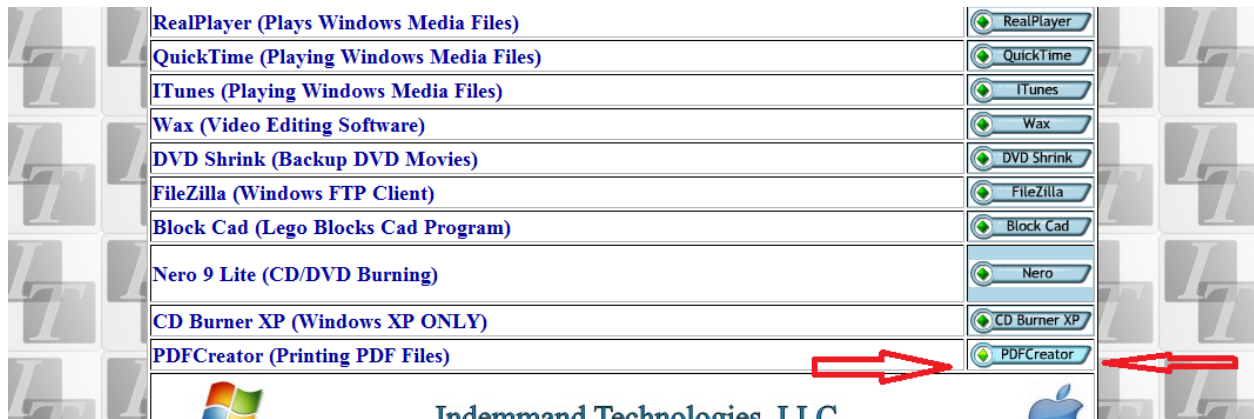 RealPlayer (Plays Windows Media Files) RealPlayer
QuickTime (Playing Windows Media Files) QuickTime
ITunes (Playing Windows Media Files) ITunes
Wax (Video Editing Software) Wax
DVD Shrink (Backup DVD Movies) DVD Shrink
FileZilla (Windows FTP Client) FileZilla
Block Cad (Lego Blocks Cad Program) Block Cad
Nero 9 Lite (CD/DVD Burning) Nero
CD Burner XP (Windows XP ONLY) CD Burner XP
PDFCreator (Printing PDF Files) PDFCreator
Indemmand Technologies, LLC